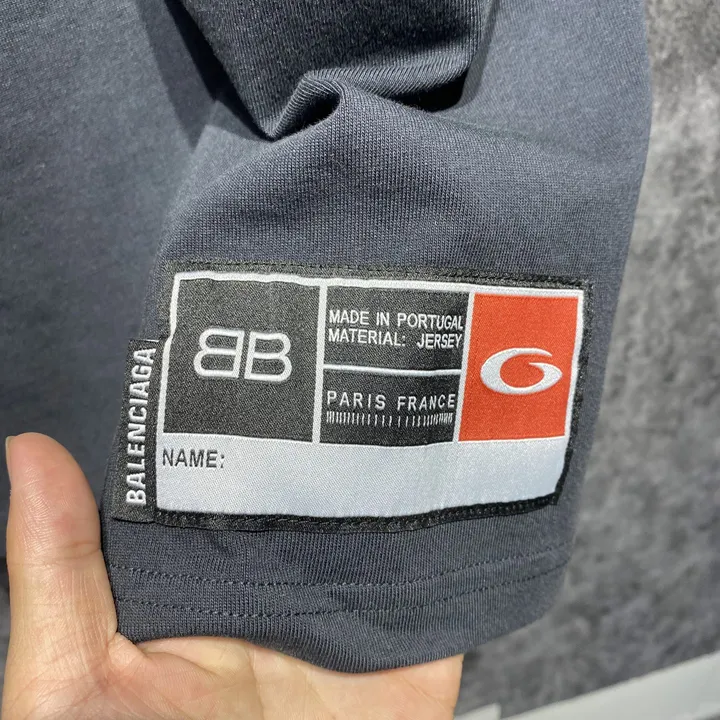 BB
MADE IN PORTUGAL
MATERIAL: JERSEY
PARIS FRANCE
G
BALENCIAGA
NAME: